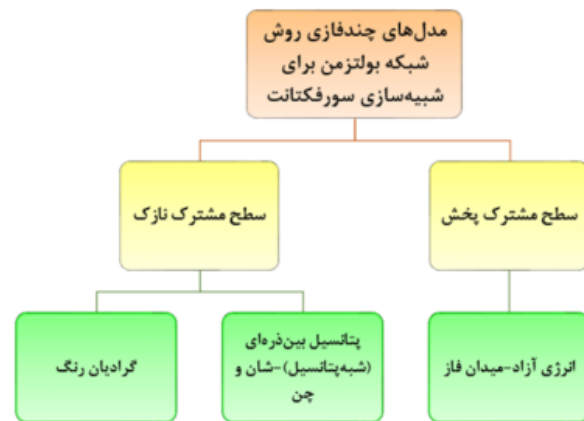 مدل‌های چندفازی روش
شبکه بولتزمن برای
شبیه‌سازی سورفکتانت
سطح مشترک پخش
سطح مشترک نازک
انرژی آزاد-میدان فاز
پتانسیل بین‌ذره‌ای
(شبه‌پتانسیل)-شان و
چن
گرادیان رنگ